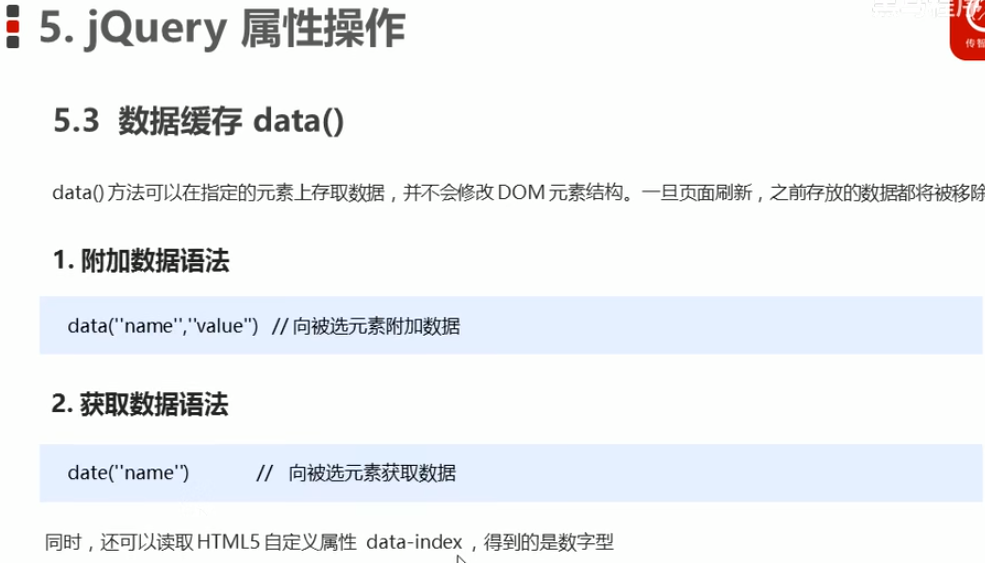 5. jQuery 属性操作
传智
5.3 数据缓存 data()
data() 方法可以在指定的元素上存取数据，并不会修改 DOM 元素结构。一旦页面刷新，之前存放的数据都将被移除
1. 附加数据语法
data(''name'',''value'') // 向被选元素附加数据
2. 获取数据语法
date(''name'') // 向被选元素获取数据
同时，还可以读取 HTML5 自定义属性 data-index ，得到的是数字型